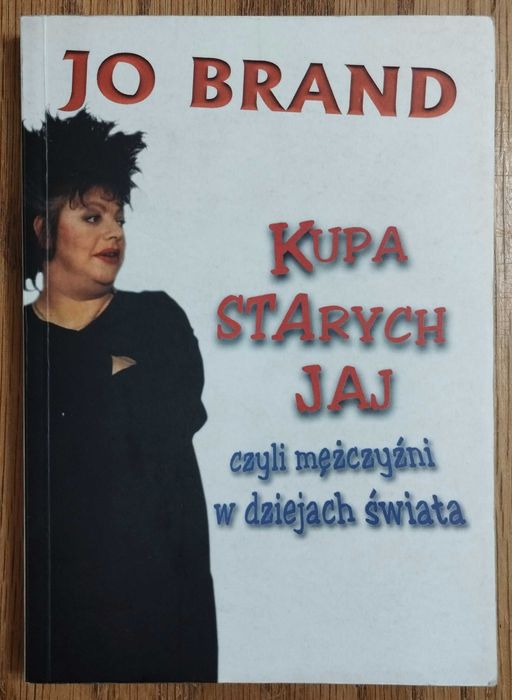 JO BRAND
KUPA
STARYCH
JAJ
czyli mężczyźni
w dziejach świata